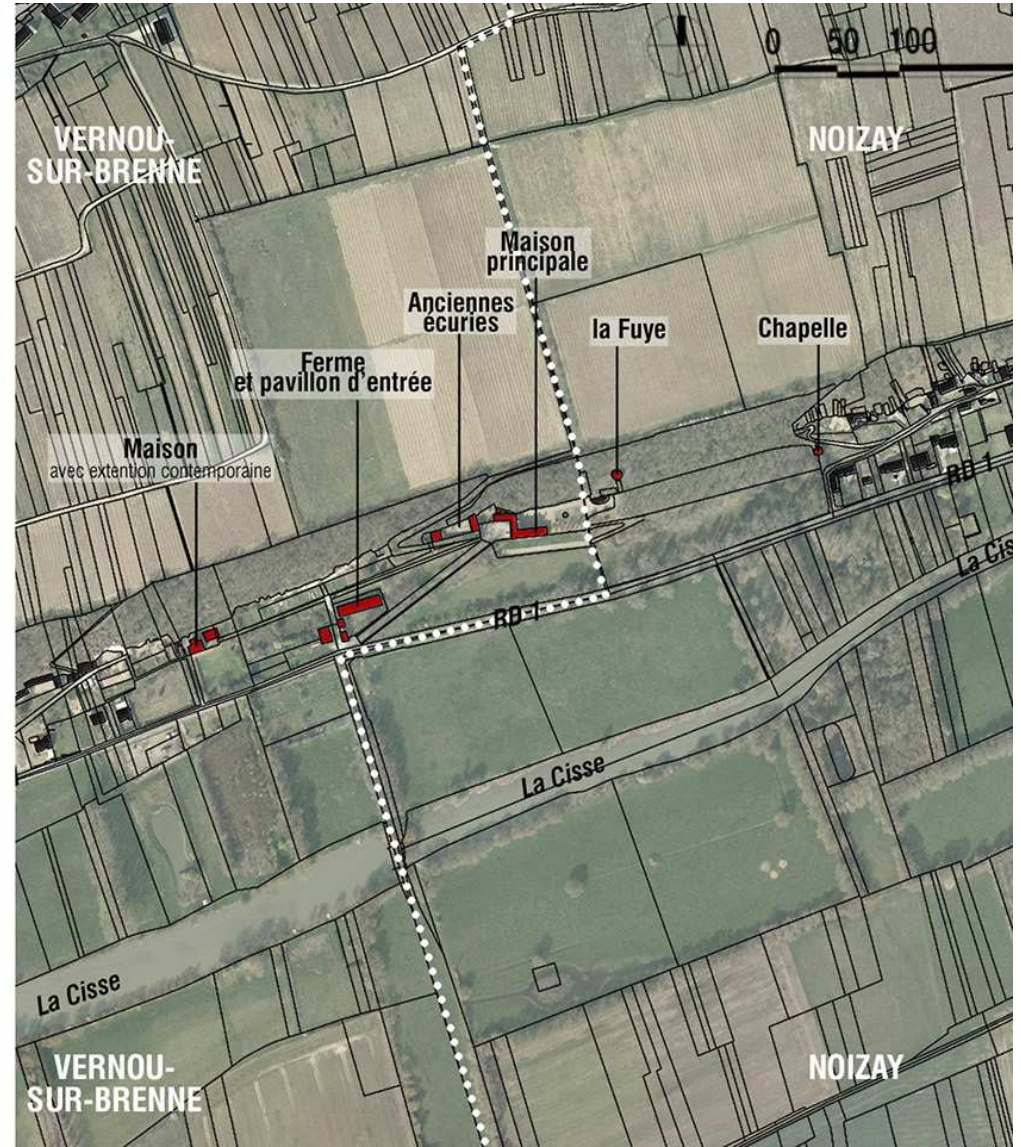 0 50 100
VERNOU-
SUR-BRENNE
NOIZAY
Maison
principale
Anciennes
écuries
la Fuye
Chapelle
Ferme
et pavillon d'entrée
Maison
avec extention contemporaine
RD 1
La Cis
RD 1
La Cisse
La Cisse
VERNOU-
SUR-BRENNE
NOIZAY